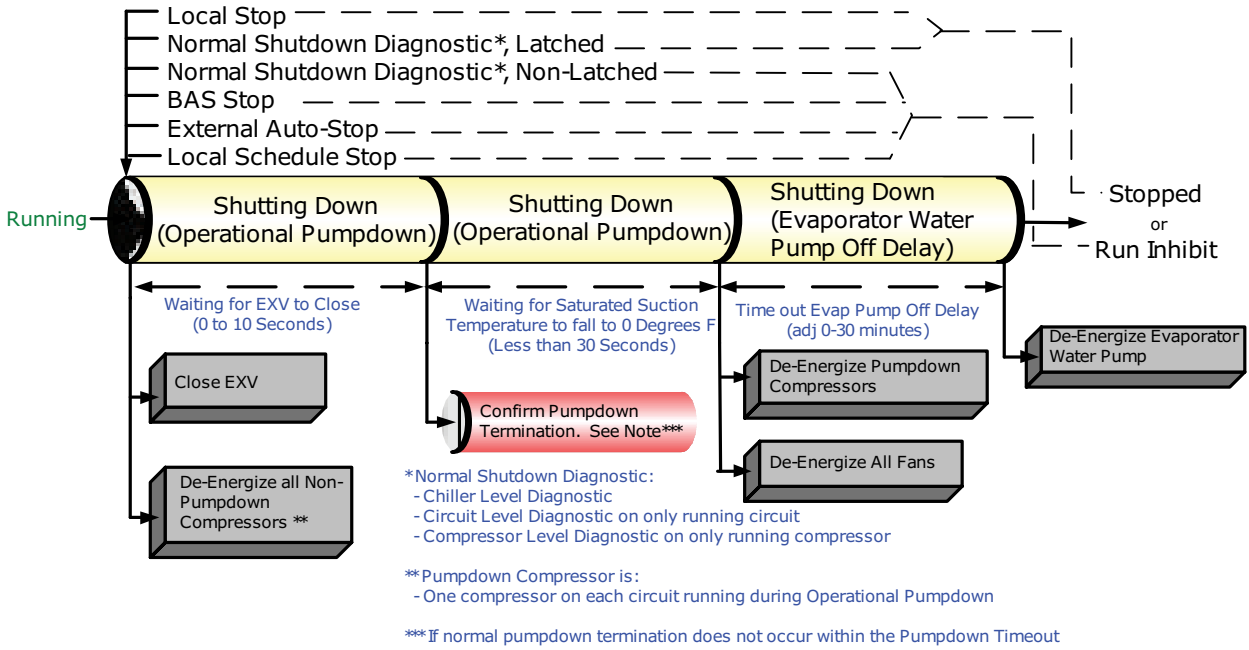 Local Stop
Normal Shutdown Diagnostic*, Latched
Normal Shutdown Diagnostic*, Non-Latched
BAS Stop
External Auto-Stop
Local Schedule Stop
Running
Shutting Down
(Operational Pumpdown)
Shutting Down
(Operational Pumpdown)
Shutting Down
(Evaporator Water
Pump Off Delay)
Stopped
or
Run Inhibit
Waiting for EXV to Close
(0 to 10 Seconds)
Waiting for Saturated Suction
Temperature to fall to 0 Degrees F
(Less than 30 Seconds)
Time out Evap Pump Off Delay
(adj 0-30 minutes)
De-Energize Evaporator
Water Pump
Close EXV
Confirm Pumpdown
Termination. See Note***
De-Energize Pumpdown
Compressors
De-Energize All Fans
De-Energize all Non-
Pumpdown
Compressors **
*Normal Shutdown Diagnostic:
- Chiller Level Diagnostic
- Circuit Level Diagnostic on only running circuit
- Compressor Level Diagnostic on only running compressor
**Pumpdown Compressor is:
- One compressor on each circuit running during Operational Pumpdown
***If normal pumpdown termination does not occur within the Pumpdown Timeout